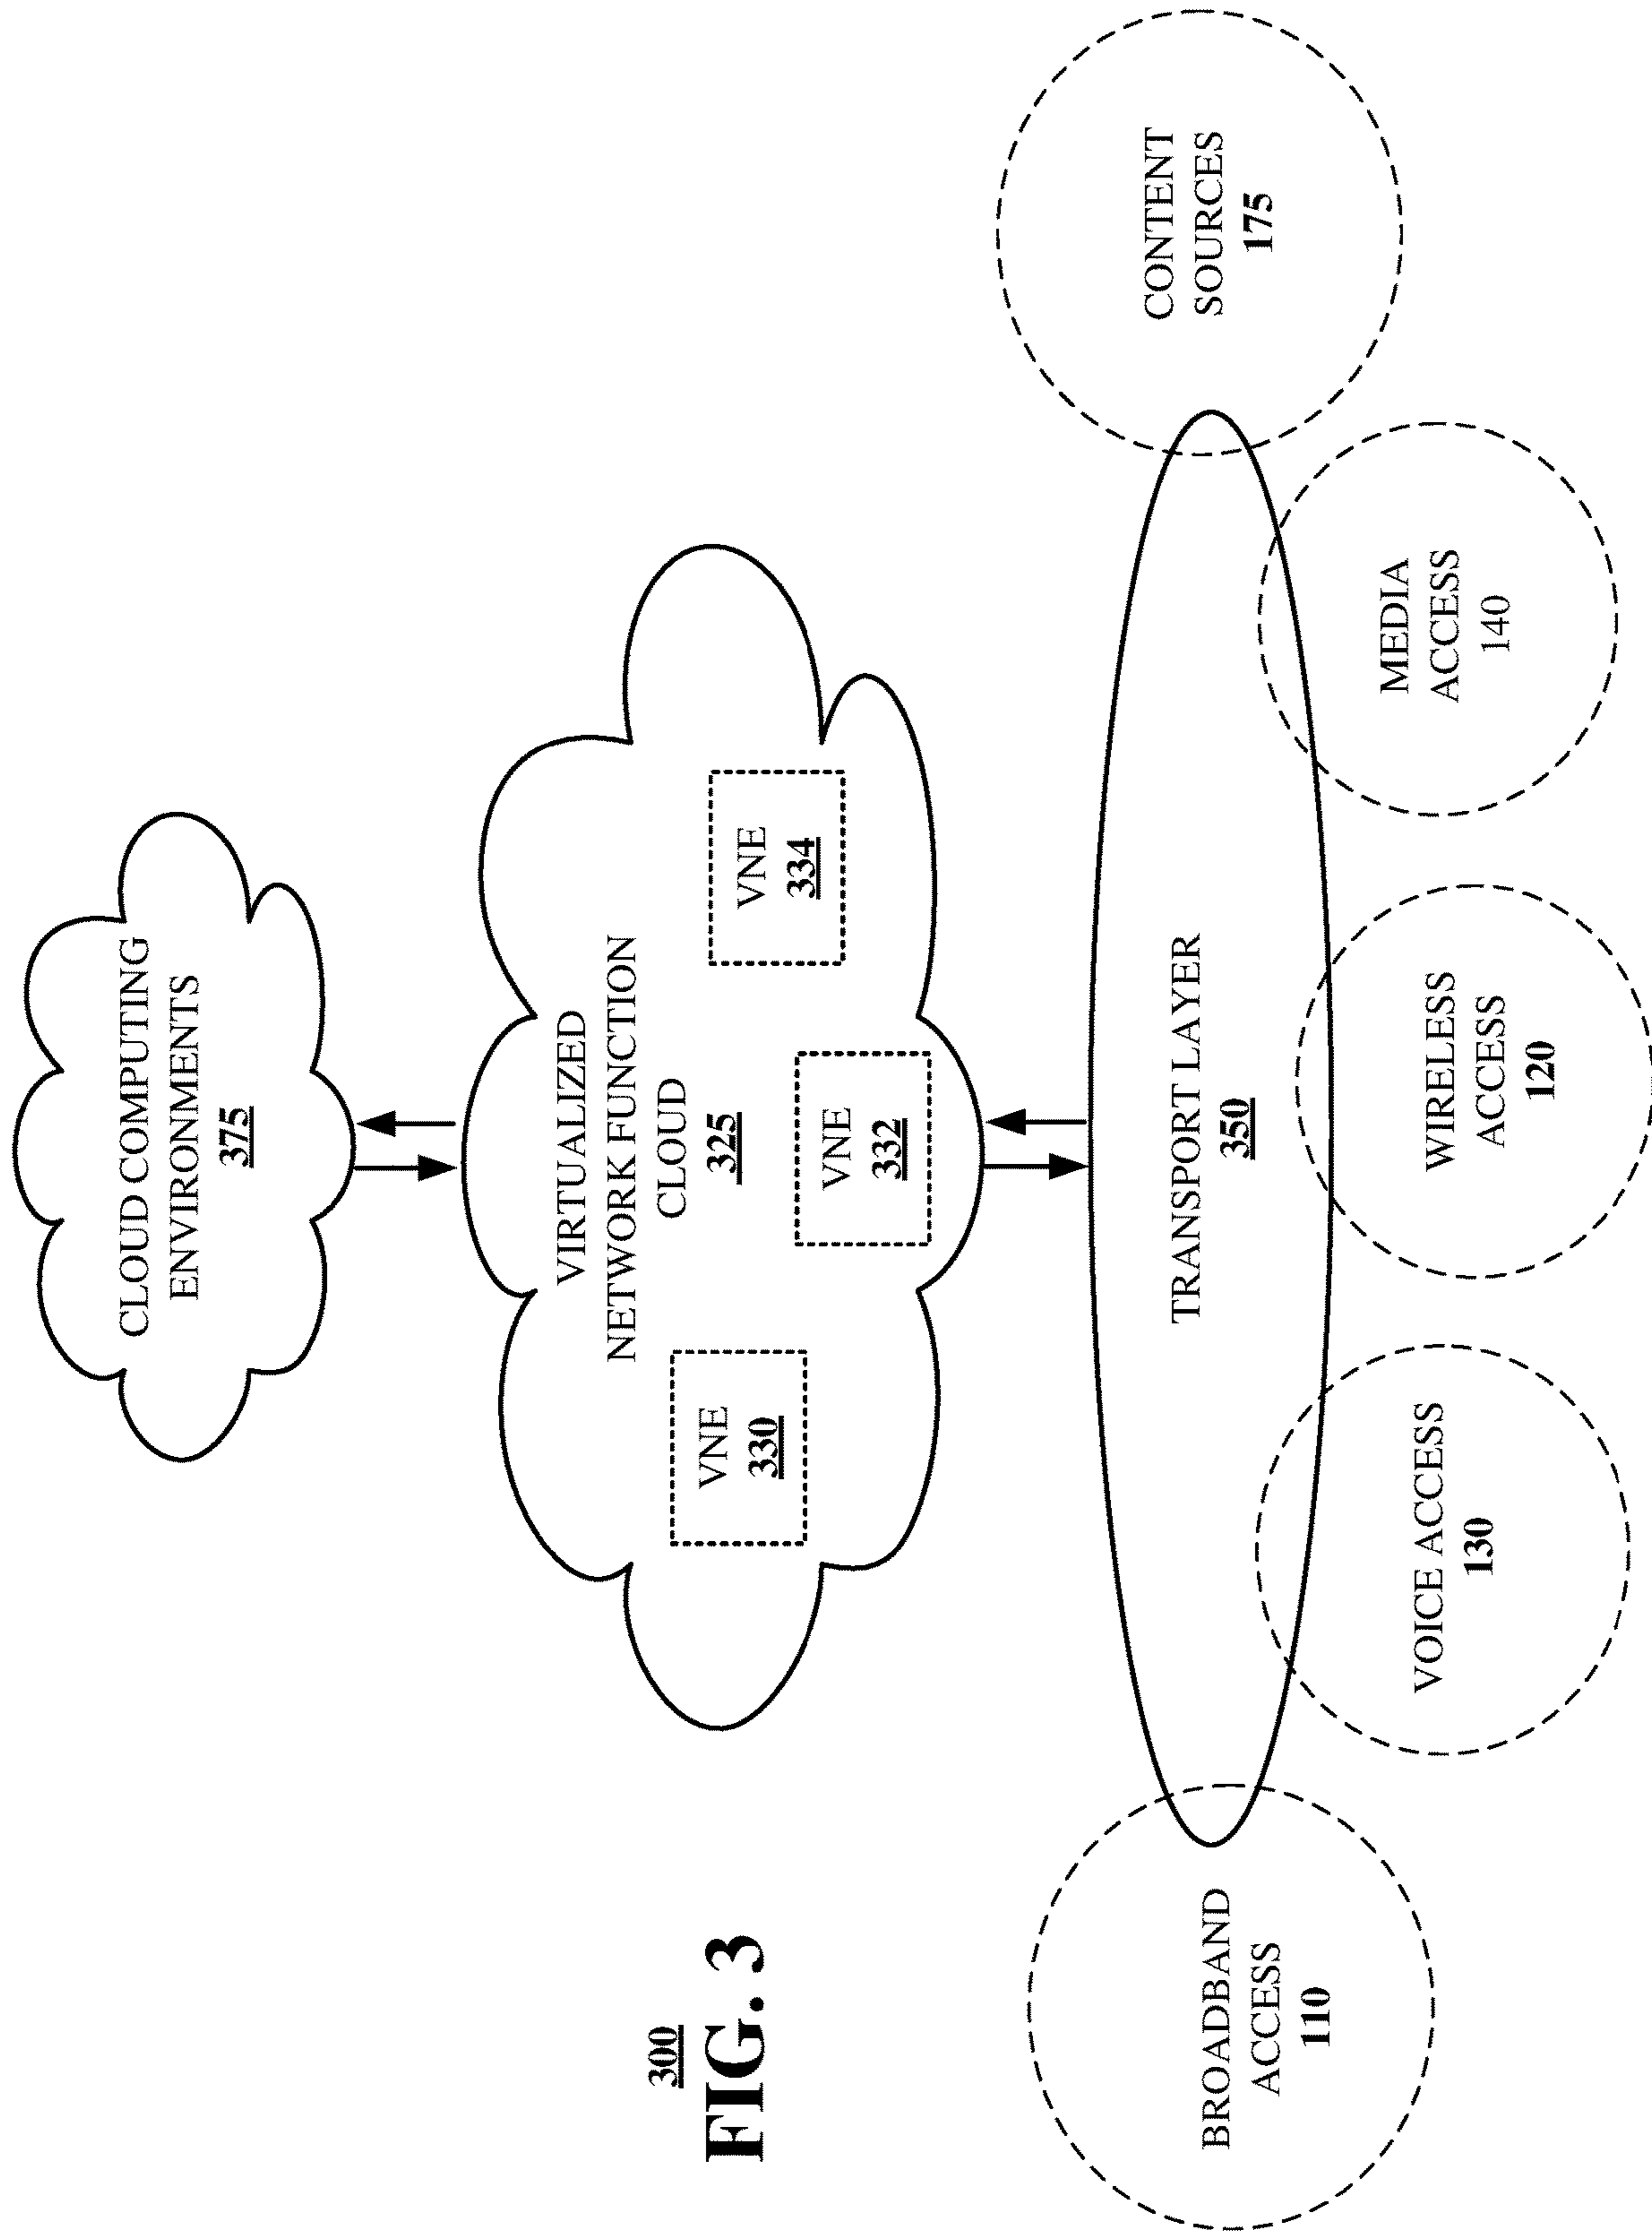 CLOUD COMPUTING
ENVIRONMENTS
375
VIRTUALIZED
NETWORK FUNCTION
CLOUD
325
VNE
330
VNE
332
VNE
334
300
FIG. 3
TRANSPORT LAYER
350
BROADBAND
ACCESS
110
VOICE ACCESS
130
WIRELESS
ACCESS
120
MEDIA
ACCESS
140
CONTENT
SOURCES
175